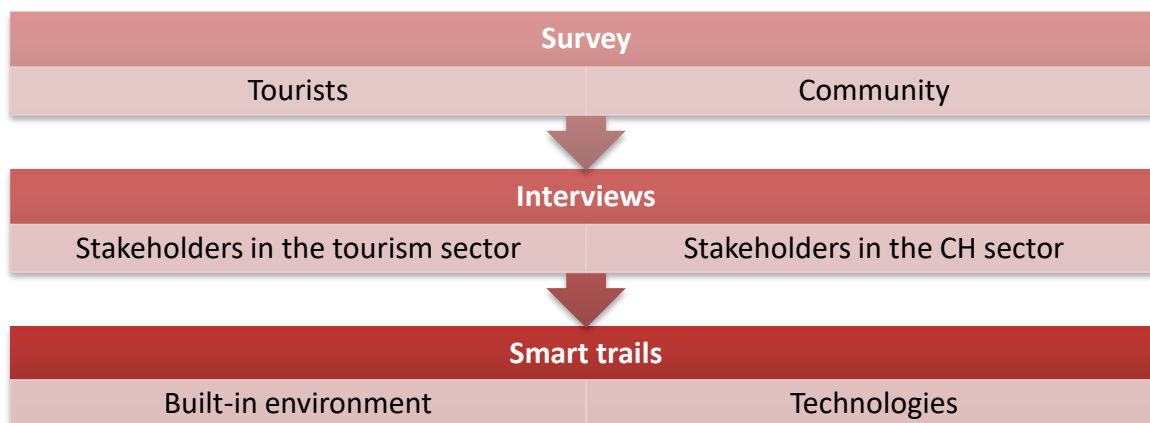 Survey
Tourists
Community
Interviews
Stakeholders in the tourism sector
Stakeholders in the CH sector
Smart trails
Built-in environment
Technologies